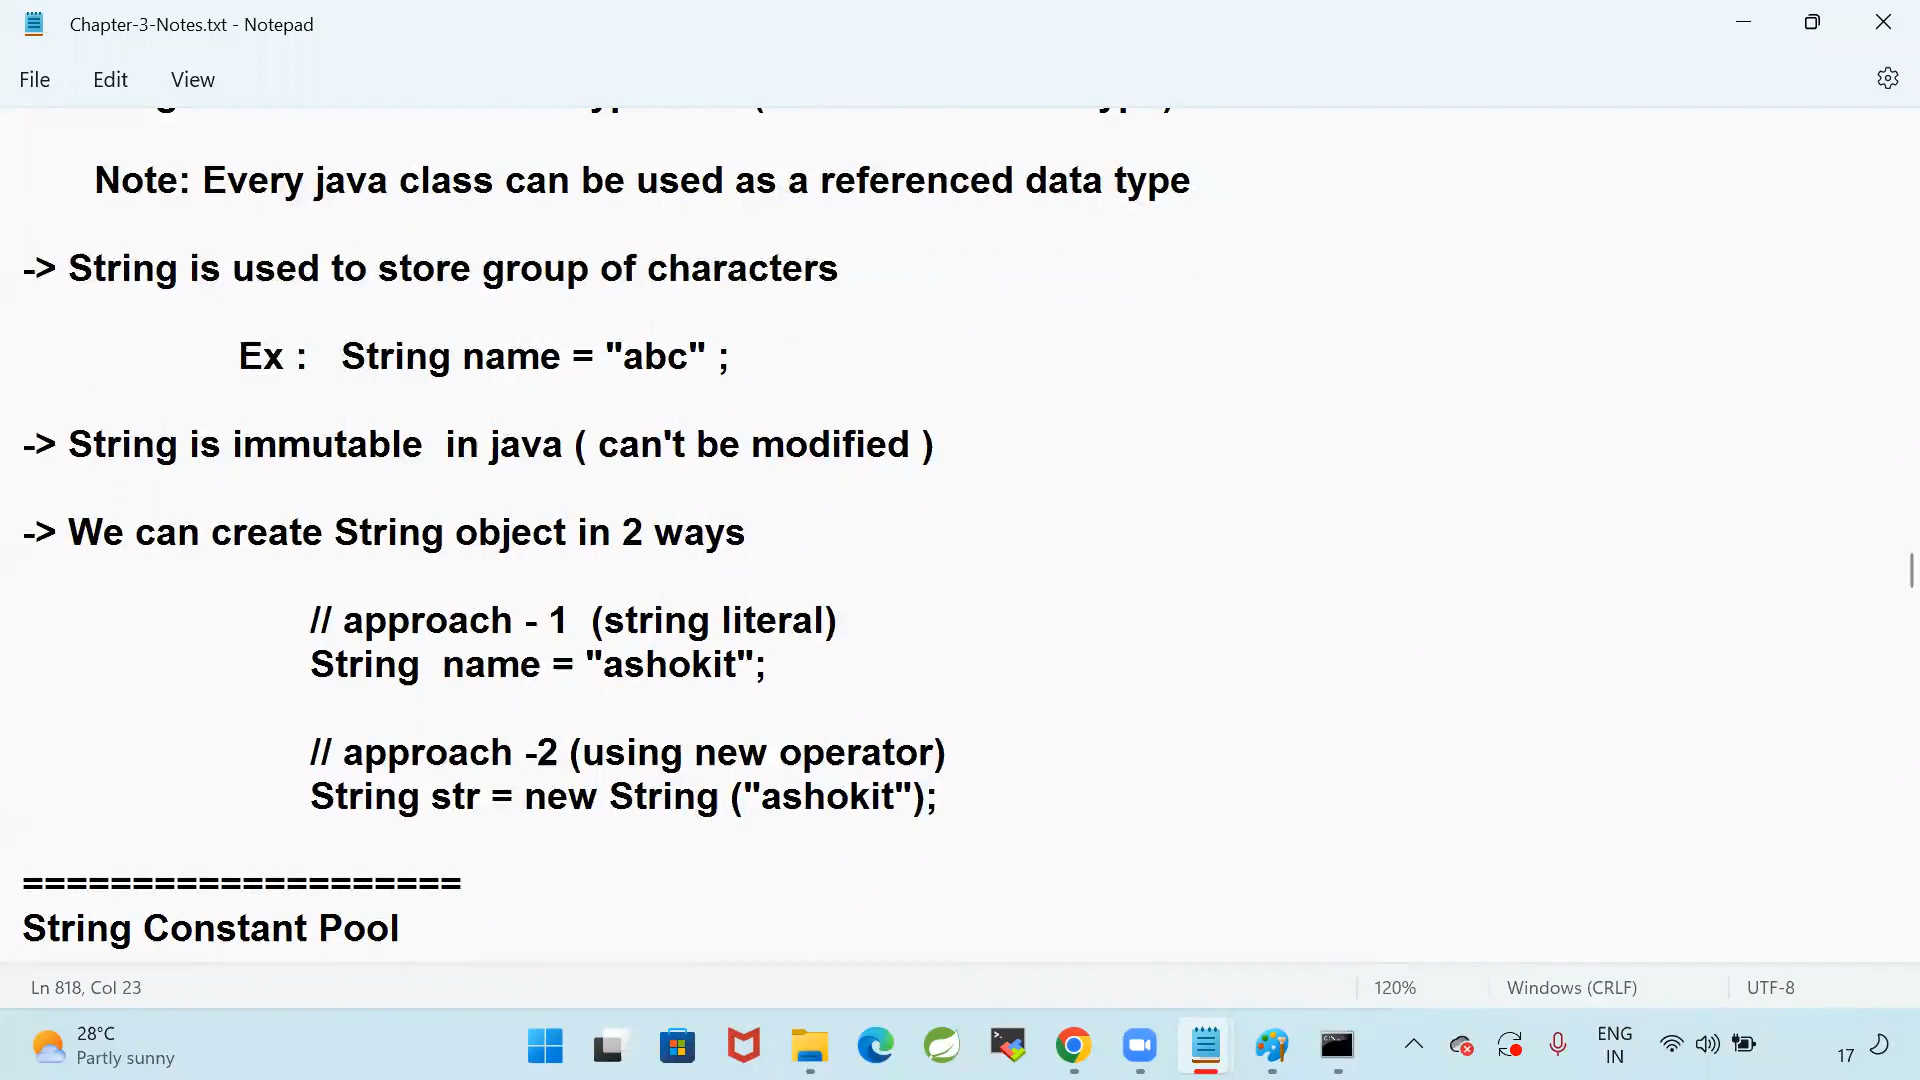 Chapter-3-Notes.txt - Notepad
File Edit View
Note: Every java class can be used as a referenced data type
-> String is used to store group of characters
Ex : String name = "abc" ;
-> String is immutable in java ( can't be modified )
-> We can create String object in 2 ways
// approach - 1 (string literal)
String name = "ashokit";
// approach -2 (using new operator)
String str = new String ("ashokit");
====================
String Constant Pool
Ln 818, Col 23 120% Windows (CRLF) UTF-8
28°C
Partly sunny
ENG
IN
17